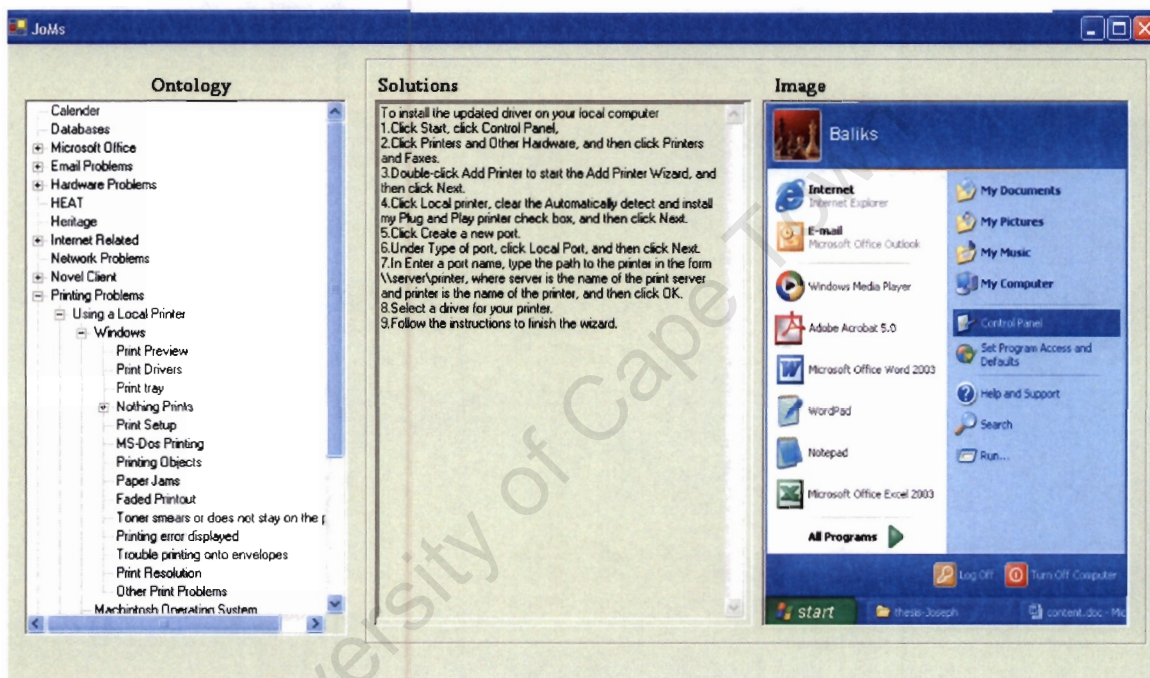 JoMs
Ontology
Calender
Databases
Microsoft Office
Email Problems
Hardware Problems
HEAT
Heritage
Internet Related
Network Problems
Novel Client
Printing Problems
Using a Local Printer
Windows
Print Preview
Print Drivers
Print tray
Nothing Prints
Print Setup
MS-Dos Printing
Printing Objects
Paper Jams
Faded Printout
Toner smears or does not stay on the p
Printing error displayed
Trouble printing onto envelopes
Print Resolution
Other Print Problems
Machintosh Operating System
Solutions
To install the updated driver on your local computer
1.Click Start, click Control Panel,
2.Click Printers and Other Hardware, and then click Printers
and Faxes.
3.Double-click Add Printer to start the Add Printer Wizard, and
then click Next.
4.Click Local printer, clear the Automatically detect and install
my Plug and Play printer check box, and then click Next.
5.Click Create a new port.
6.Under Type of port, click Local Port, and then click Next.
7.In Enter a port name, type the path to the printer in the form
\\server\printer, where server is the name of the print server
and printer is the name of the printer, and then click OK.
8.Select a driver for your printer.
9.Follow the instructions to finish the wizard.
Image
Baliks
Internet
Internet Explorer
E-mail
Microsoft Office Outlook
Windows Media Player
Adobe Acrobat 5.0
Microsoft Office Word 2003
WordPad
Notepad
Microsoft Office Excel 2003
All Programs
My Documents
My Pictures
My Music
My Computer
Control Panel
Set Program Access and
Defaults
Help and Support
Search
Run...
Log Off
Turn Off Computer
start
thesis-Joseph
content.doc - Mic
University of Cape Town